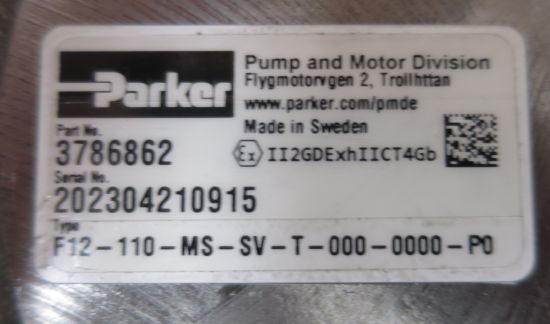 Parker
Pump and Motor Division
Flygmotorvgen 2, Trollhttan
www.parker.com/pmde
Made in Sweden
Part No.
3786862
Ex II2GDExhIICT4Gb
Serial No.
202304210915
Type
F12-110-MS-SV-T-000-0000-P0